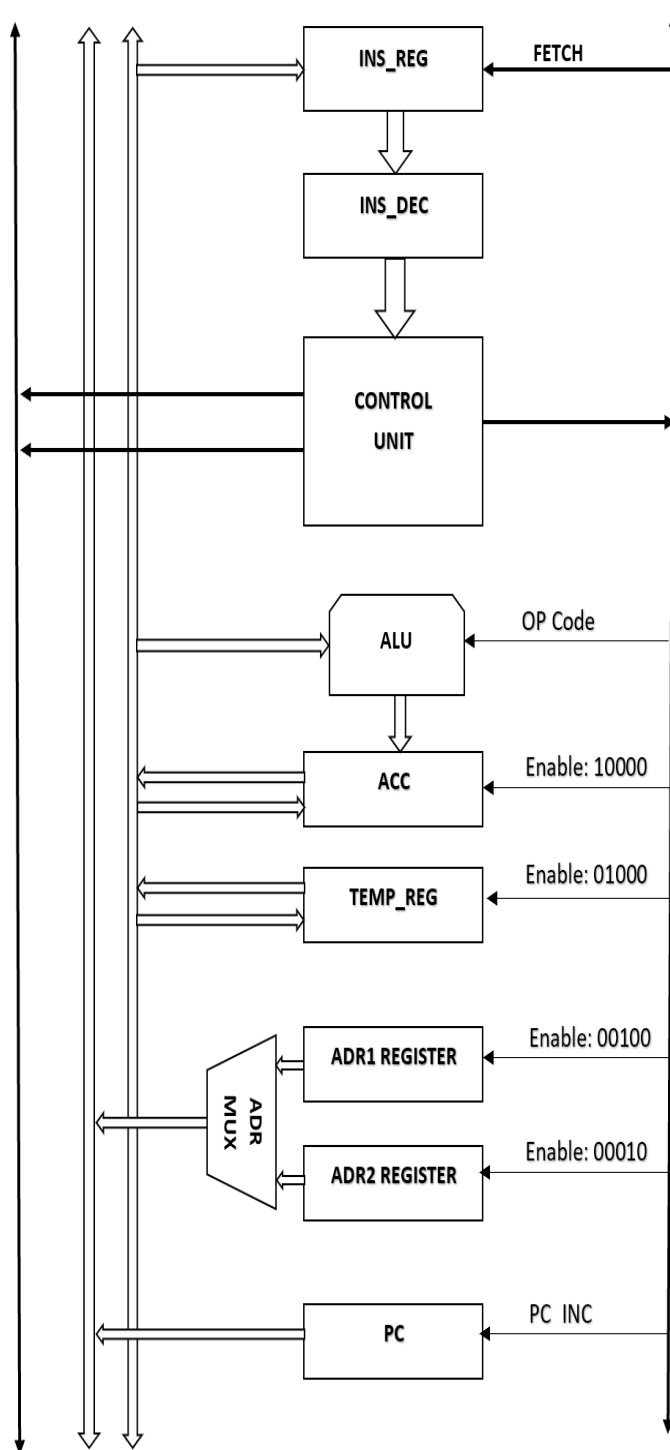 INS_REG
FETCH
INS_DEC
CONTROL
UNIT
ALU
OP Code
ACC
Enable: 10000
TEMP_REG
Enable: 01000
ADR1 REGISTER
Enable: 00100
ADR
MUX
ADR2 REGISTER
Enable: 00010
PC
PC INC